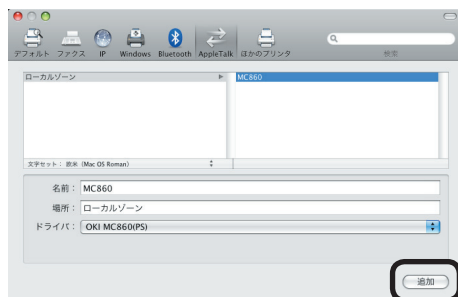 デフォルト ファクス IP Windows Bluetooth AppleTalk ほかのプリンタ 検索
ローカルゾーン MC860
文字セット： 欧米 (Mac OS Roman)
名前： MC860
場所： ローカルゾーン
ドライバ： OKI MC860(PS)
追加